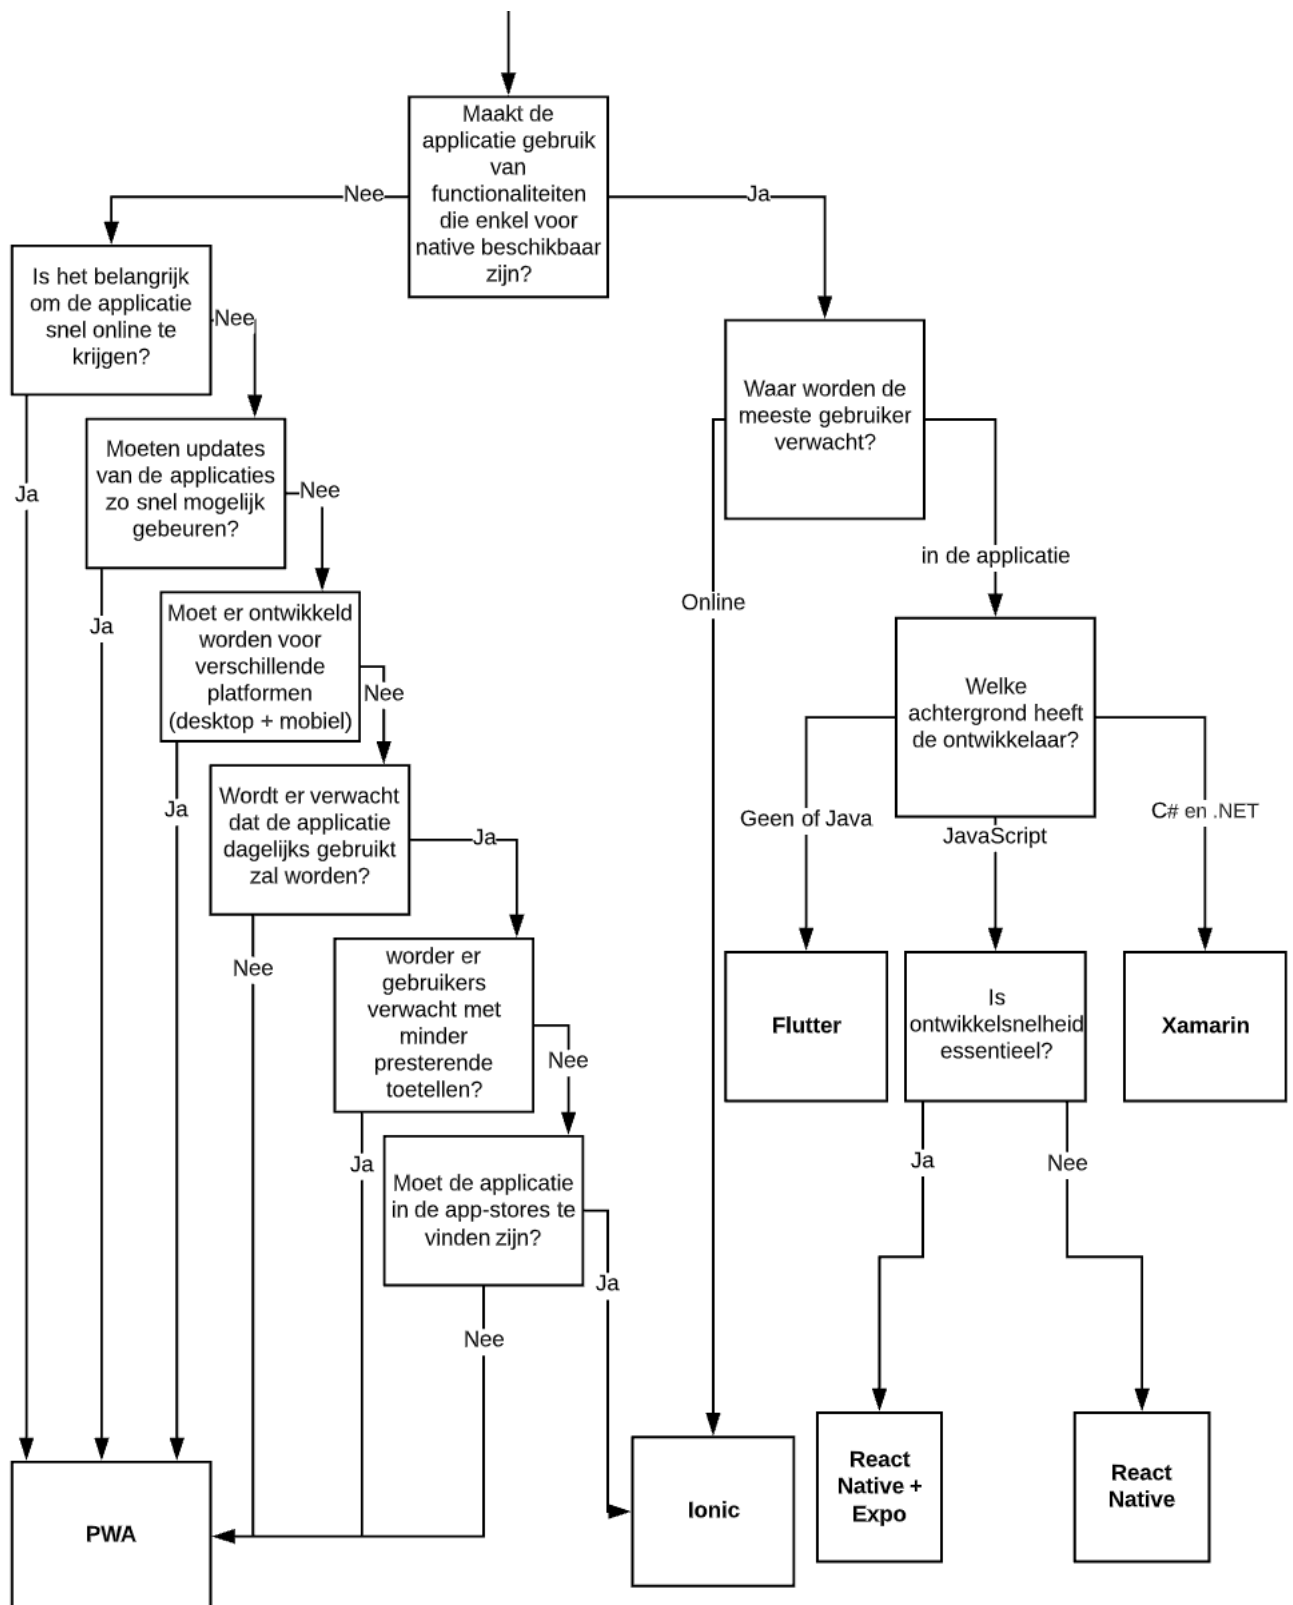 Maakt de
applicatie gebruik
van
functionaliteiten
die enkel voor
native beschikbaar
zijn?
Nee
Ja
Is het belangrijk
om de applicatie
snel online te
krijgen?
Nee
Ja
Moeten updates
van de applicaties
zo snel mogelijk
gebeuren?
Nee
Ja
Moet er ontwikkeld
worden voor
verschillende
platformen
(desktop + mobiel)
Nee
Ja
Wordt er verwacht
dat de applicatie
dagelijks gebruikt
zal worden?
Ja
Nee
worder er
gebruikers
verwacht met
minder
presterende
toetellen?
Nee
Ja
Moet de applicatie
in de app-stores te
vinden zijn?
Ja
Nee
PWA
Waar worden de
meeste gebruiker
verwacht?
Online
in de applicatie
Welke
achtergrond heeft
de ontwikkelaar?
Geen of Java
JavaScript
C# en .NET
Flutter
Is
ontwikkelsnelheid
essentieel?
Xamarin
Ja
Nee
Ionic
React
Native +
Expo
React
Native